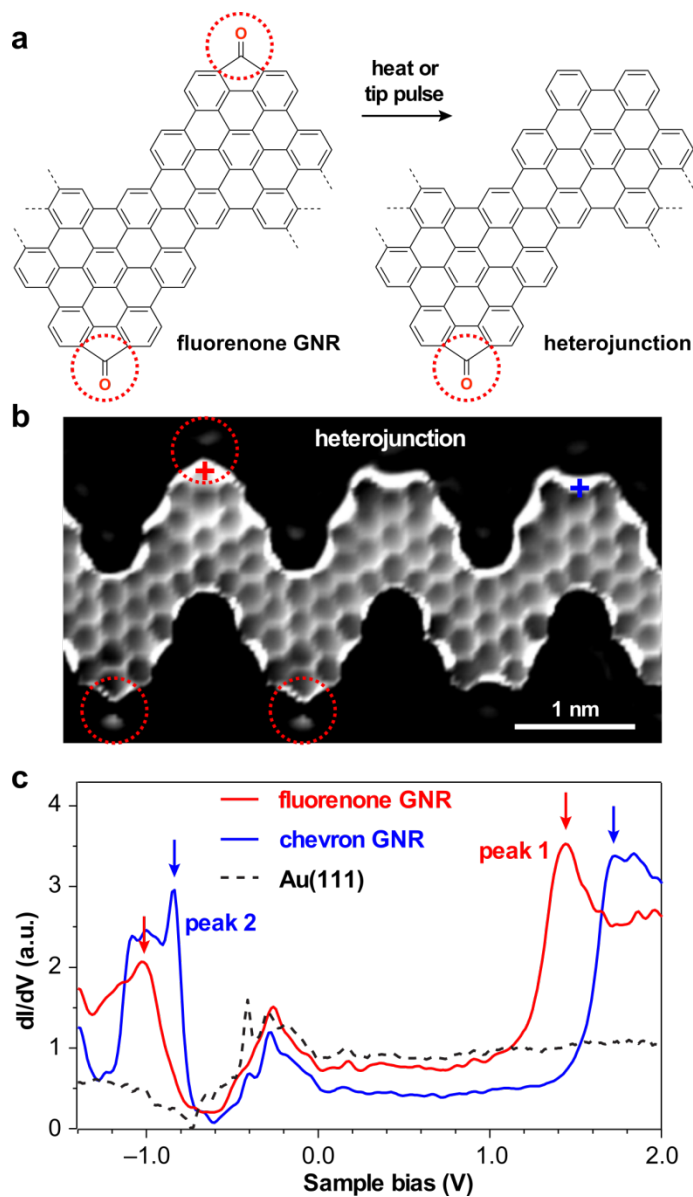 a
O
heat or
tip pulse
fluorenone GNR
heterojunction
O
O
b
heterojunction
1 nm
c
4
3
2
1
0
dI/dV (a.u.)
fluorenone GNR
chevron GNR
Au(111)
peak 1
peak 2
–1.0
0.0
1.0
2.0
Sample bias (V)